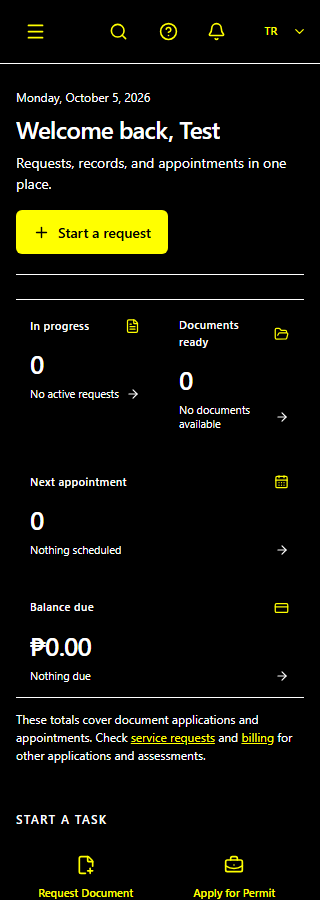 TR
Monday, October 5, 2026
Welcome back, Test
Requests, records, and appointments in one
place.
Start a request
In progress
0
No active requests
Documents
ready
0
No documents
available
Next appointment
0
Nothing scheduled
Balance due
₱0.00
Nothing due
These totals cover document applications and
appointments. Check service requests and billing for
other applications and assessments.
START A TASK
Request Document
Apply for Permit